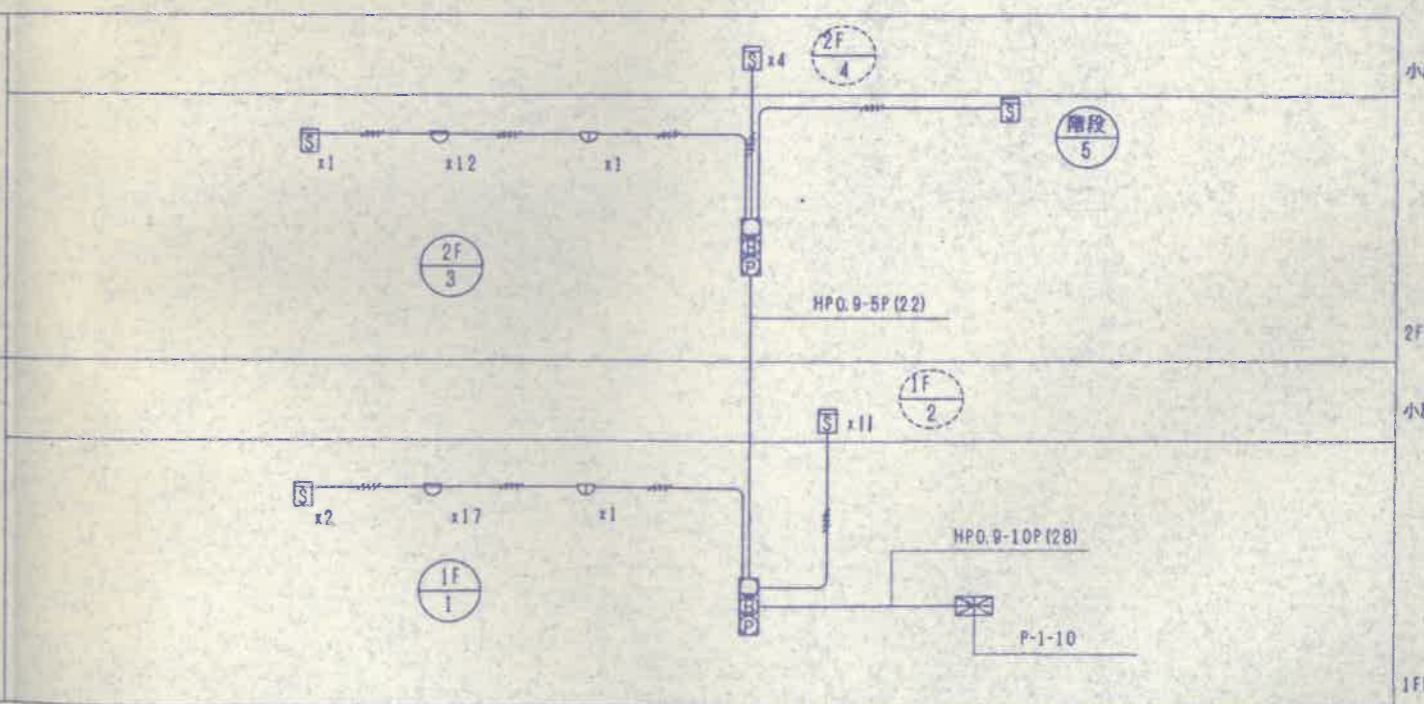 S x4
2F
4
小
S
階段
5
S
x1
x12
x1
2F
3
H
P
HP0.9-5P(22)
2F
1F
2
小
S x11
S
x2
x17
x1
HP0.9-10P(28)
1F
1
H
P
P-1-10
1F